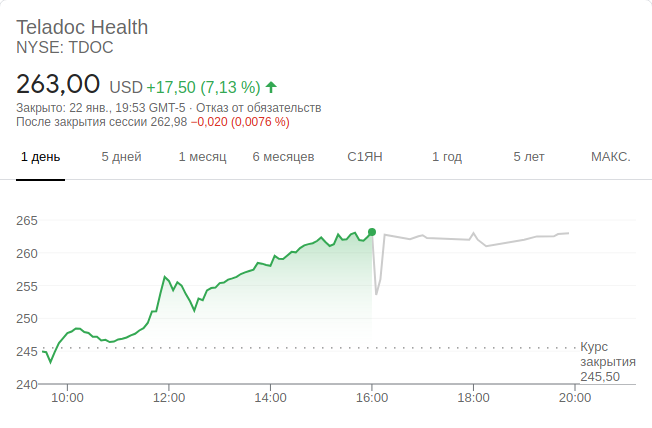 Teladoc Health
NYSE: TDOC
263,00 USD +17,50 (7,13 %)
Закрыто: 22 янв., 19:53 GMT-5 · Отказ от обязательств
После закрытия сессии 262,98 −0,020 (0,0076 %)
1 день 5 дней 1 месяц 6 месяцев С1ЯН 1 год 5 лет МАКС.
265
260
255
250
245
240
Курс
закрытия
245,50
10:00 12:00 14:00 16:00 18:00 20:00